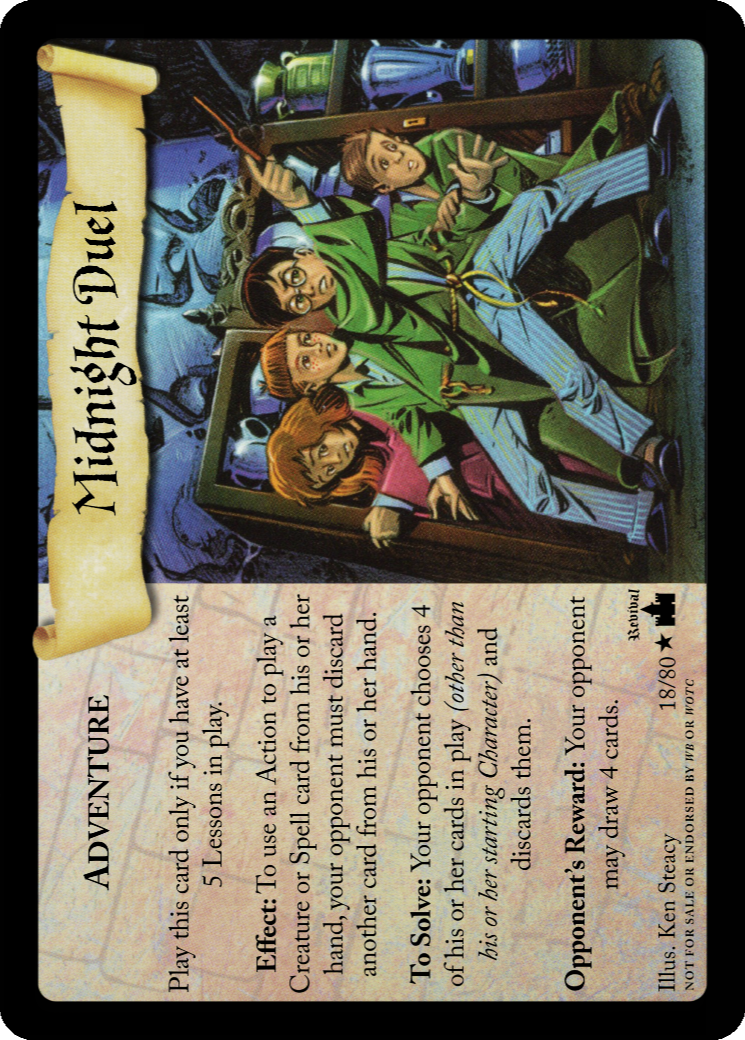 Midnight Duel
ADVENTURE
Play this card only if you have at least
5 Lessons in play.
Effect: To use an Action to play a
Creature or Spell card from his or her
hand, your opponent must discard
another card from his or her hand.
To Solve: Your opponent chooses 4
of his or her cards in play (other than
his or her starting Character) and
discards them.
Opponent's Reward: Your opponent
may draw 4 cards.
Revival
Illus. Ken Steacy 18/80 ★
NOT FOR SALE OR ENDORSED BY WB OR WOTC